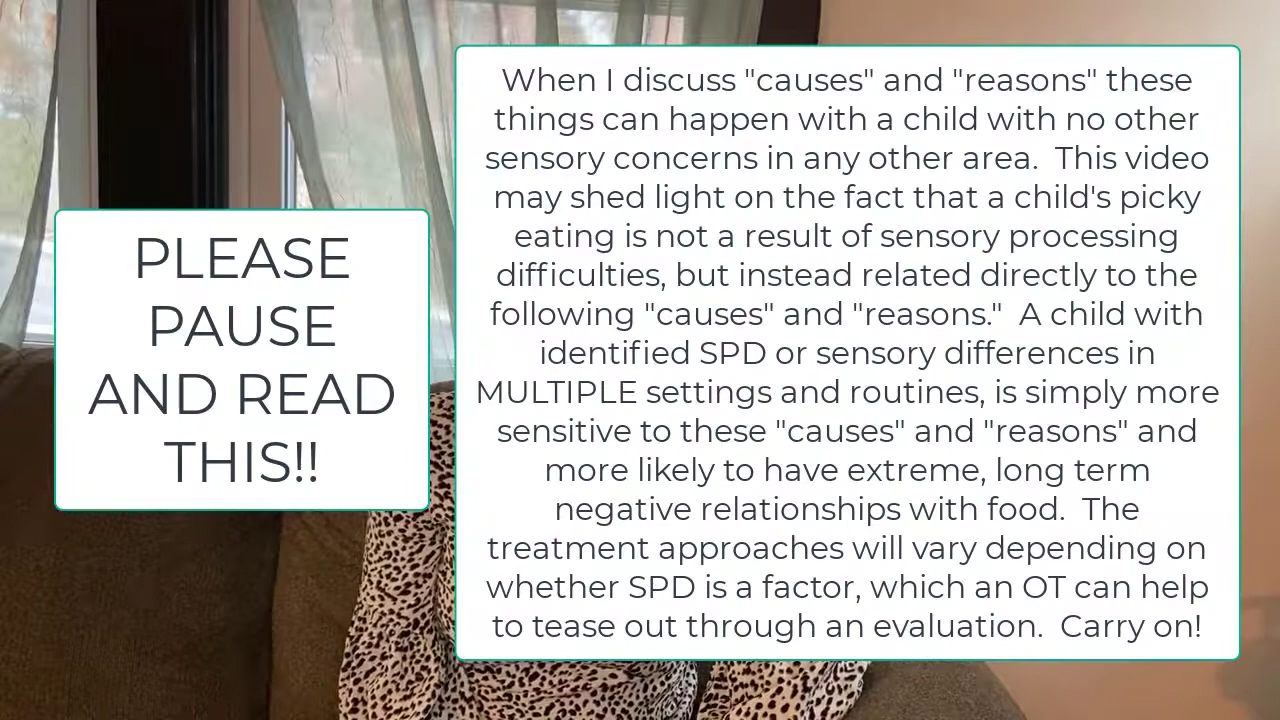 PLEASE
PAUSE
AND READ
THIS!!
When I discuss "causes" and "reasons" these
things can happen with a child with no other
sensory concerns in any other area.  This video
may shed light on the fact that a child's picky
eating is not a result of sensory processing
difficulties, but instead related directly to the
following "causes" and "reasons."  A child with
identified SPD or sensory differences in
MULTIPLE settings and routines, is simply more
sensitive to these "causes" and "reasons" and
more likely to have extreme, long term
negative relationships with food.  The
treatment approaches will vary depending on
whether SPD is a factor, which an OT can help
to tease out through an evaluation.  Carry on!